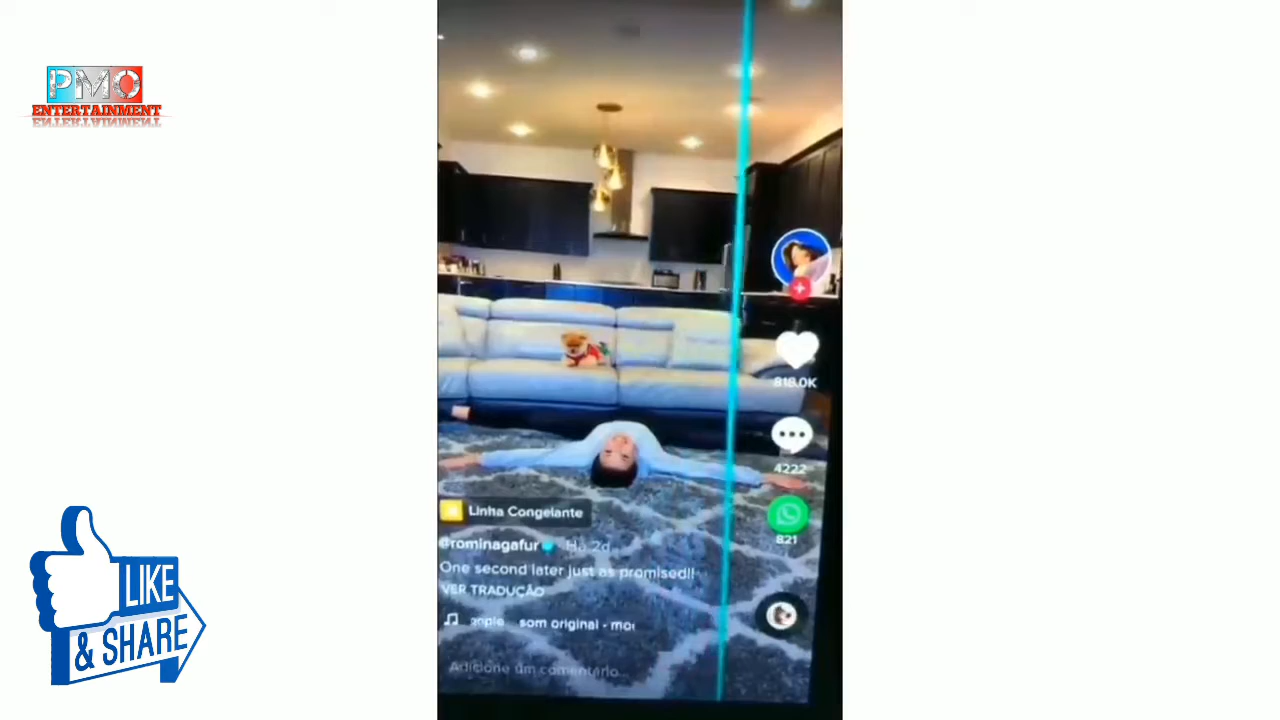 PMO
ENTERTAINMENT
818.0K
4222
821
Linha Congelante
@rominagafur Há 2d
One second later just as promised!!
VER TRADUÇÃO
som original - mo
Adicione um comentário...
LIKE
& SHARE